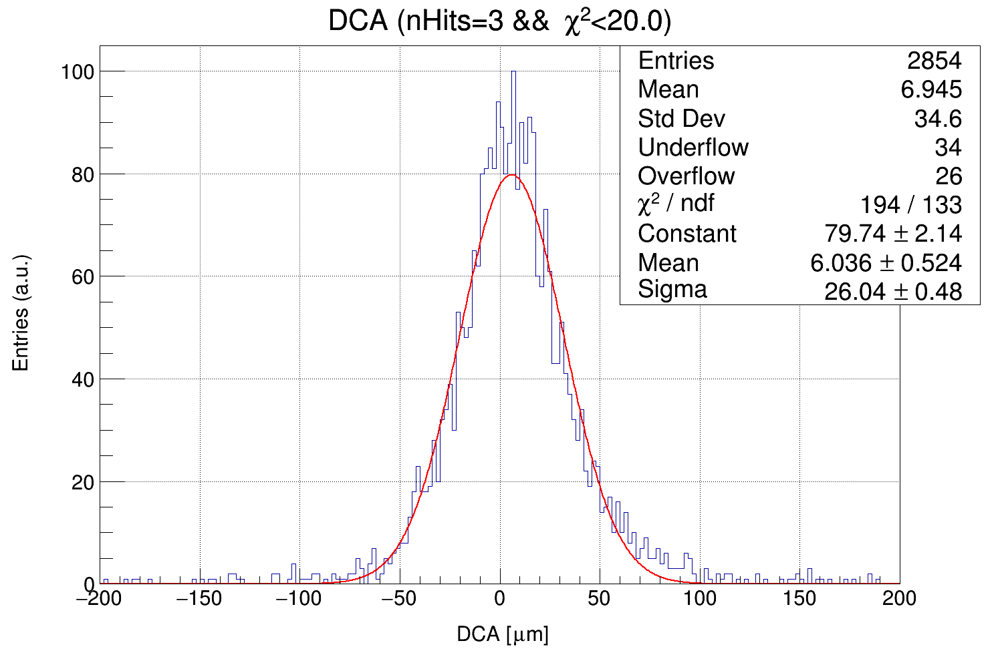 DCA (nHits=3 && χ²<20.0)
Entries 2854
Mean 6.945
Std Dev 34.6
Underflow 34
Overflow 26
χ² / ndf 194 / 133
Constant 79.74 ± 2.14
Mean 6.036 ± 0.524
Sigma 26.04 ± 0.48
Entries (a.u.)
100
80
60
40
20
0
−200 −150 −100 −50 0 50 100 150 200
DCA [μm]